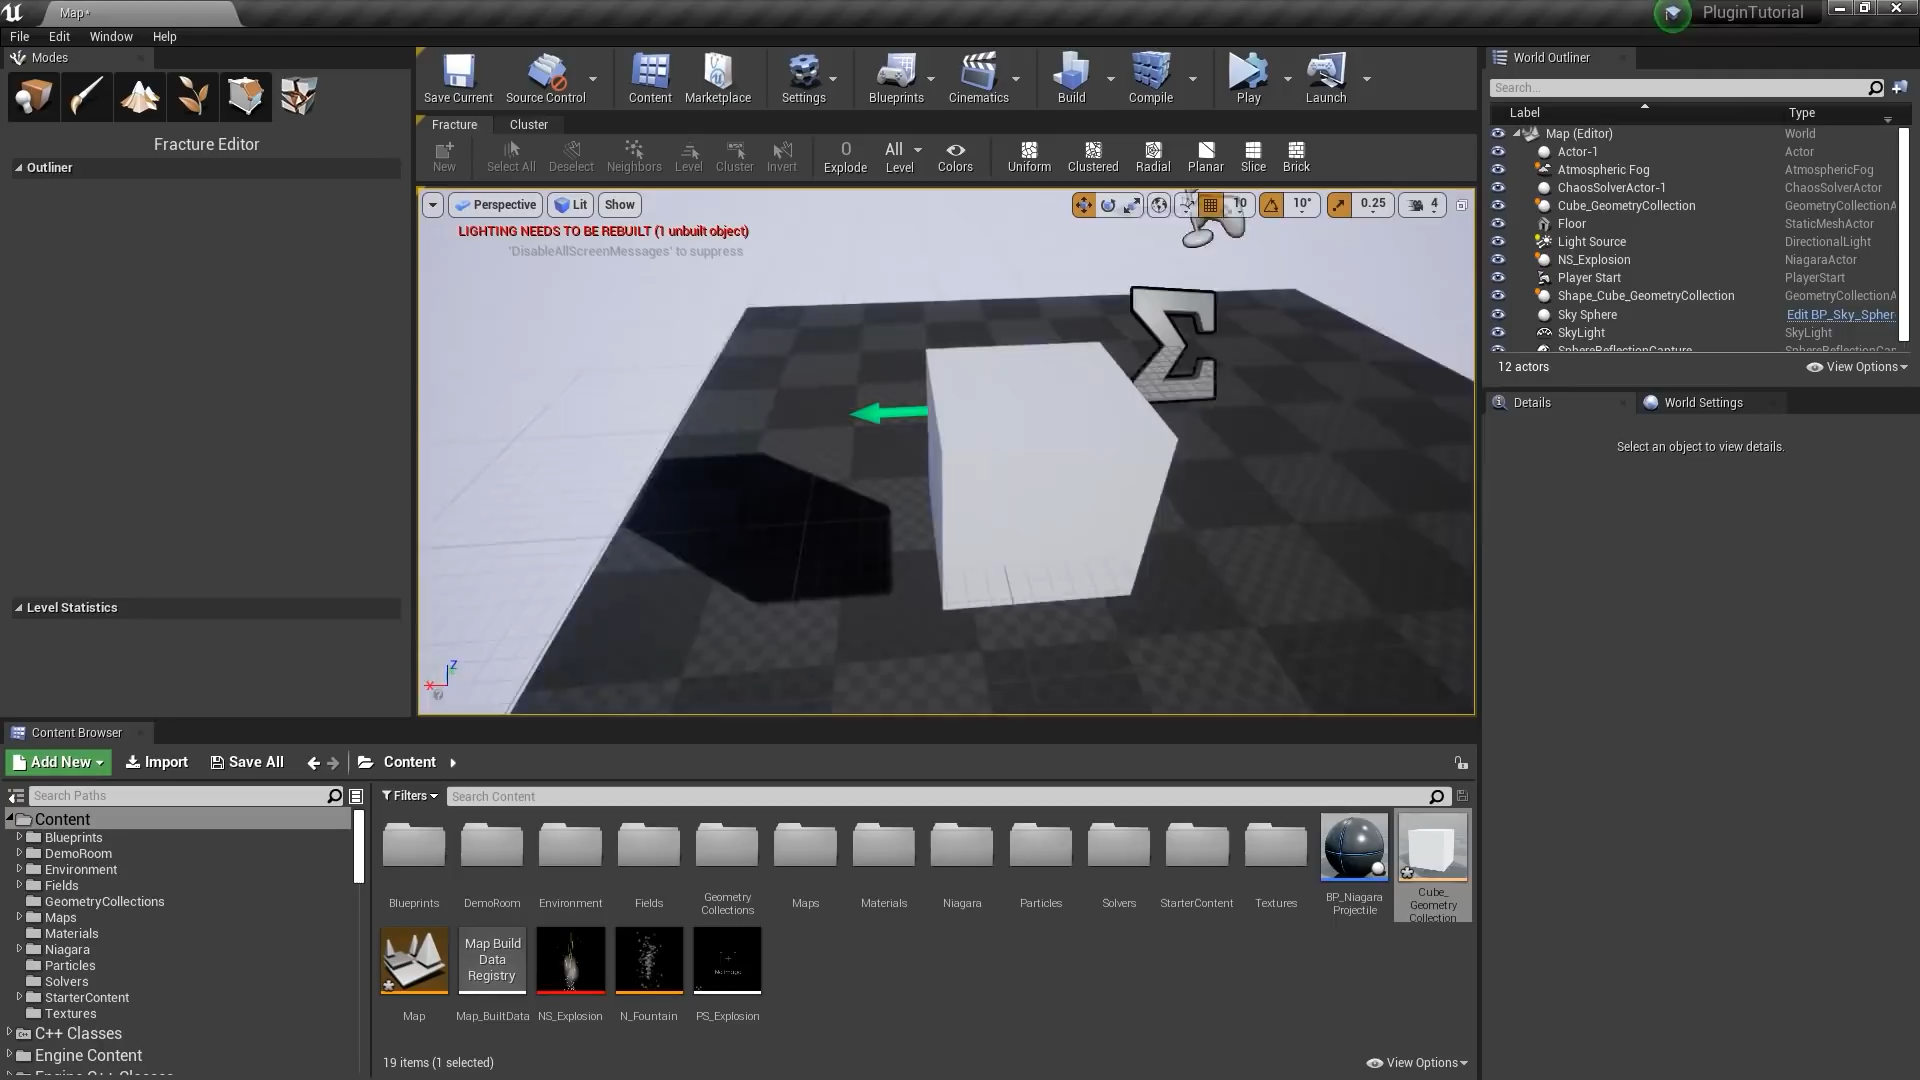 Map*
PluginTutorial
File
Edit
Window
Help
Modes
Save Current
Source Control
Content
Marketplace
Settings
Blueprints
Cinematics
Build
Compile
Play
Launch
World Outliner
Search...
Label
Type
Fracture Editor
Outliner
Fracture
Cluster
New
Select All
Deselect
Neighbors
Level
Cluster
Invert
0
Explode
All
Level
Colors
Uniform
Clustered
Radial
Planar
Slice
Brick
Perspective
Lit
Show
10
10°
0.25
4
LIGHTING NEEDS TO BE REBUILT (1 unbuilt object)
'DisableAllScreenMessages' to suppress
Map (Editor) World
Actor-1 Actor
Atmospheric Fog AtmosphericFog
ChaosSolverActor-1 ChaosSolverActor
Cube_GeometryCollection GeometryCollectionA
Floor StaticMeshActor
Light Source DirectionalLight
NS_Explosion NiagaraActor
Player Start PlayerStart
Shape_Cube_GeometryCollection GeometryCollectionA
Sky Sphere Edit BP_Sky_Spher
SkyLight SkyLight
SphereReflectionCapture SphereReflectionCap
12 actors
View Options
Details
World Settings
Select an object to view details.
Level Statistics
Z
X
Content Browser
Add New
Import
Save All
Content
Search Paths
Filters
Search Content
Content
Blueprints
DemoRoom
Environment
Fields
GeometryCollections
Maps
Materials
Niagara
Particles
Solvers
StarterContent
Textures
C++ Classes
Engine Content
Engine C++ Classes
Blueprints
DemoRoom
Environment
Fields
Geometry
Collections
Maps
Materials
Niagara
Particles
Solvers
StarterContent
Textures
BP_Niagara
Projectile
Cube_
Geometry
Collection
Map Build
Data
Registry
Map
Map_BuiltData
NS_Explosion
N_Fountain
PS_Explosion
19 items (1 selected)
View Options